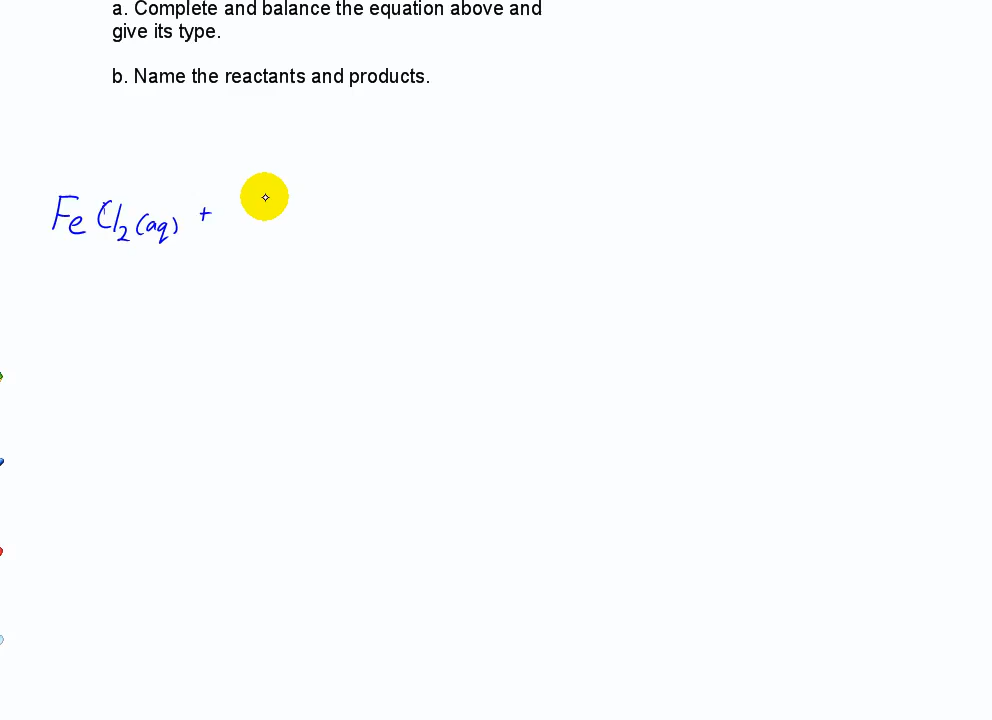 a. Complete and balance the equation above and
give its type.
b. Name the reactants and products.
FeCl₂(aq) +